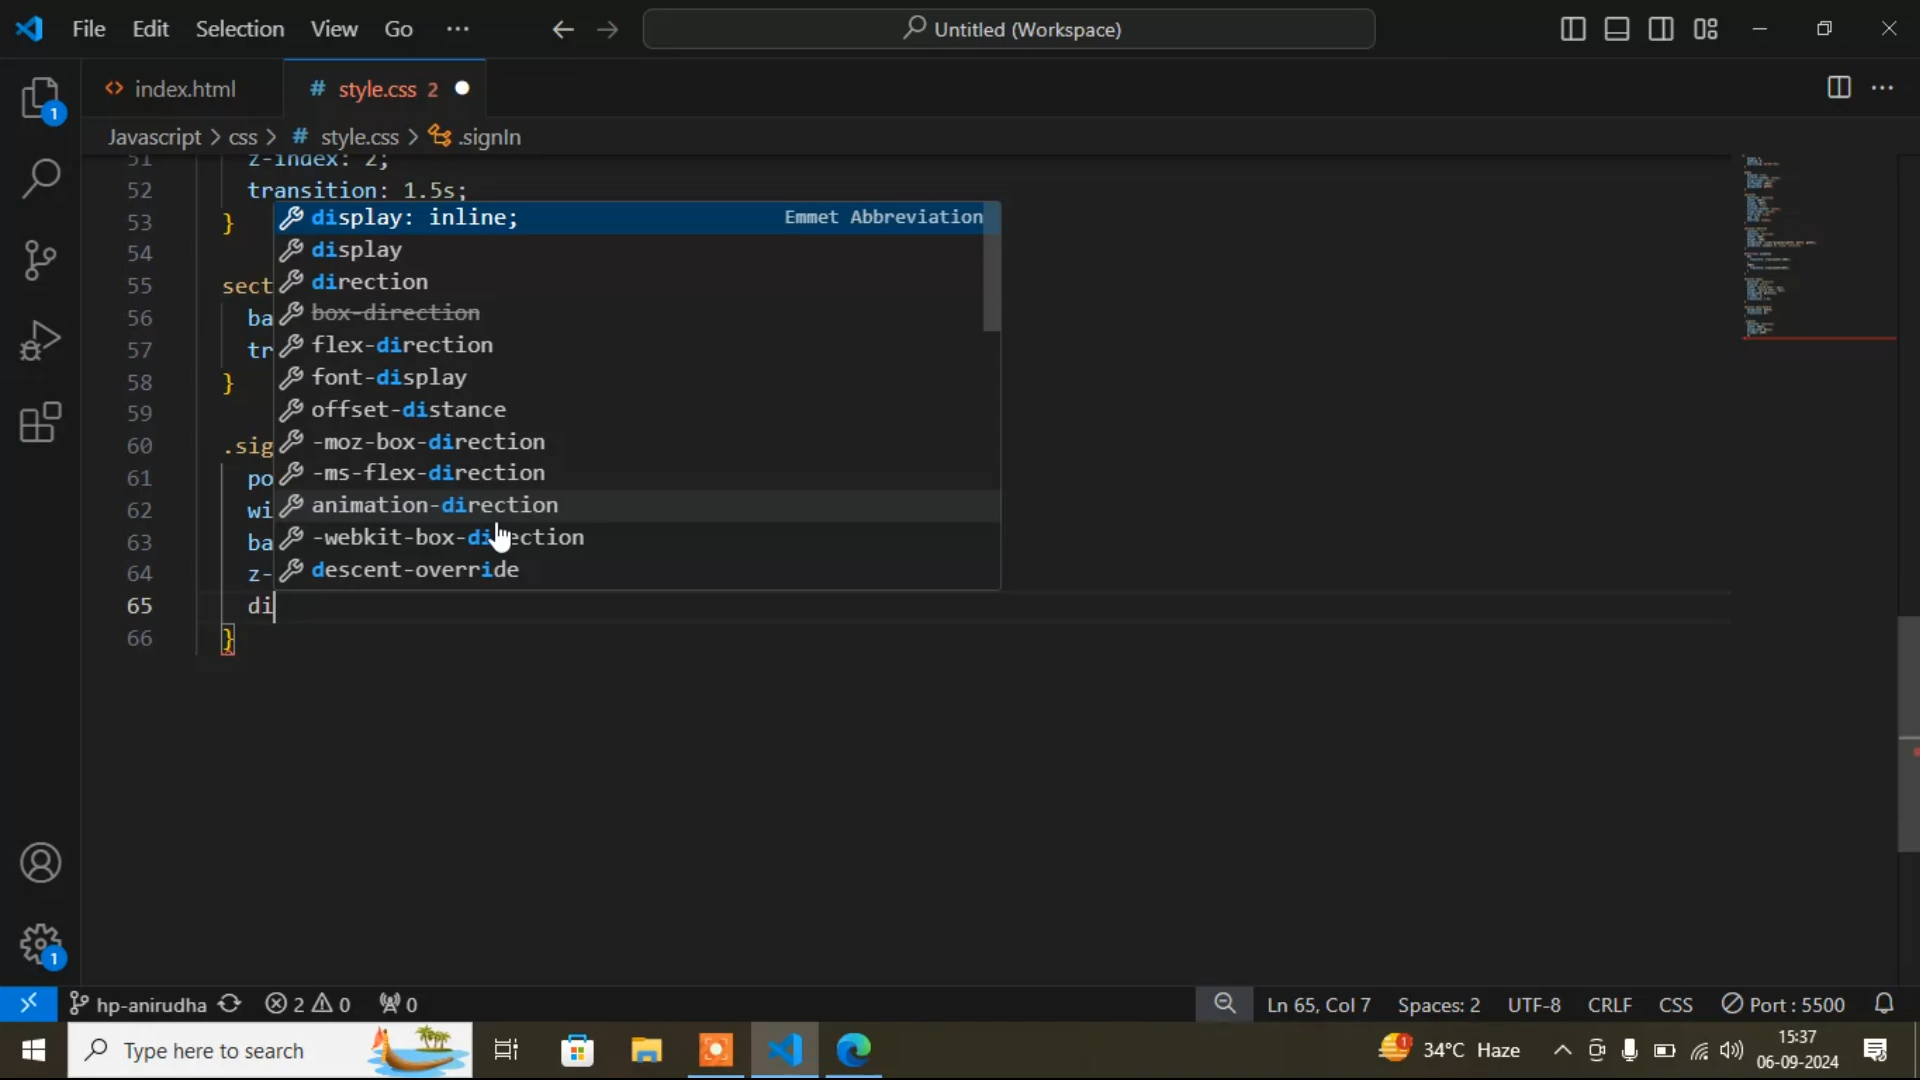 File Edit Selection View Go ··· Untitled (Workspace)
index.html style.css 2
Javascript > css > # style.css > .signIn
51 z-index: 2;
52 transition: 1.5s;
53 }
54
55 sect
56 ba
57 tr
58 }
59
60 .sig
61 po
62 wi
63 ba
64 z-
65 di
66 }
display: inline; Emmet Abbreviation
display
direction
box-direction
flex-direction
font-display
offset-distance
-moz-box-direction
-ms-flex-direction
animation-direction
-webkit-box-direction
descent-override
1
1
hp-anirudha 2 0 0 Ln 65, Col 7 Spaces: 2 UTF-8 CRLF CSS Port : 5500
Type here to search 1 34°C Haze 15:37
06-09-2024